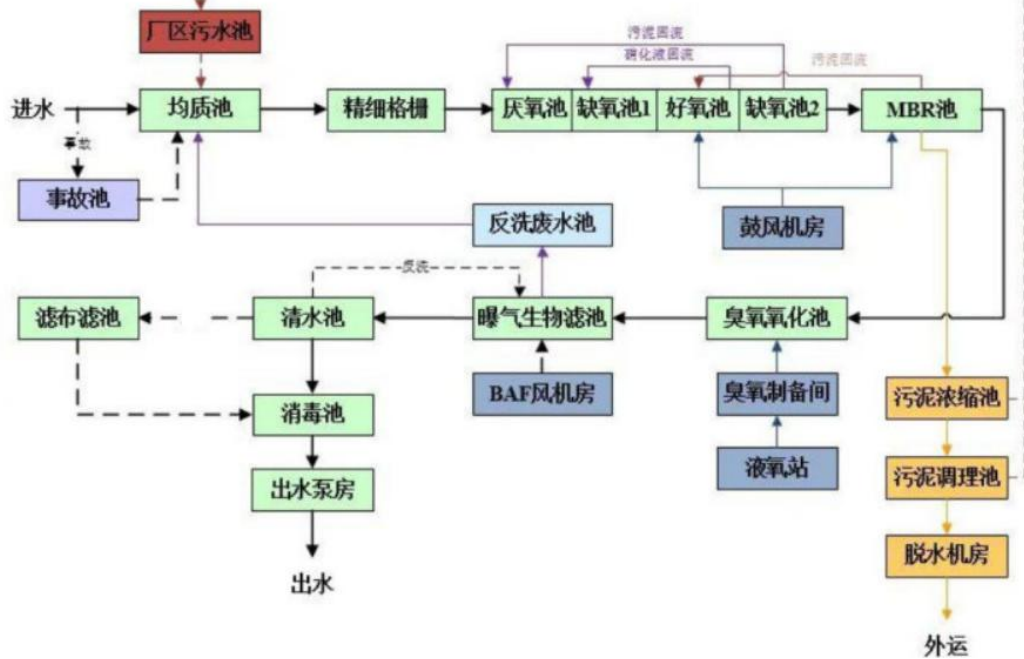 厂区污水池
污泥回流
硝化液回流
污泥回流
进水
均质池
精细格栅
厌氧池
缺氧池1
好氧池
缺氧池2
MBR池
事故
事故池
反洗废水池
鼓风机房
反洗
滤布滤池
清水池
曝气生物滤池
臭氧氧化池
BAF风机房
臭氧制备间
污泥浓缩池
消毒池
液氧站
污泥调理池
出水泵房
脱水机房
出水
外运